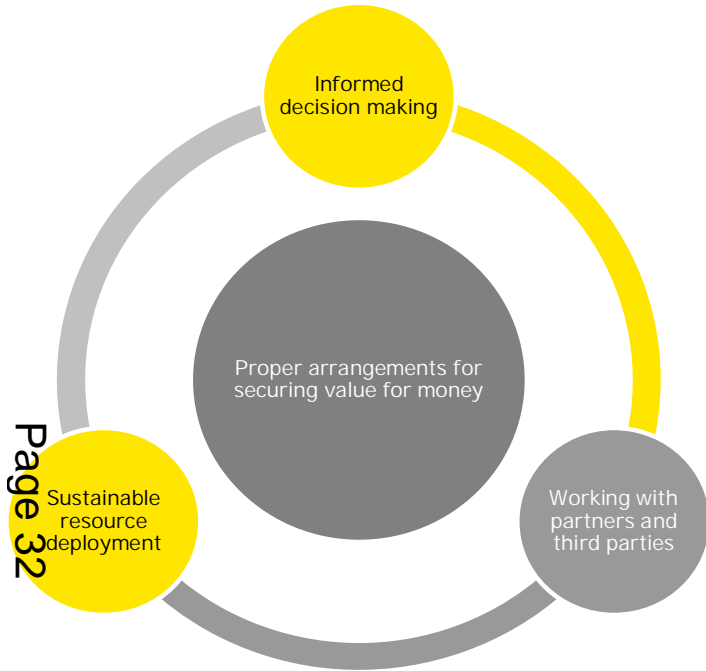 Informed
decision making
Proper arrangements for
securing value for money
Sustainable
resource
deployment
Working with
partners and
third parties
Page 32